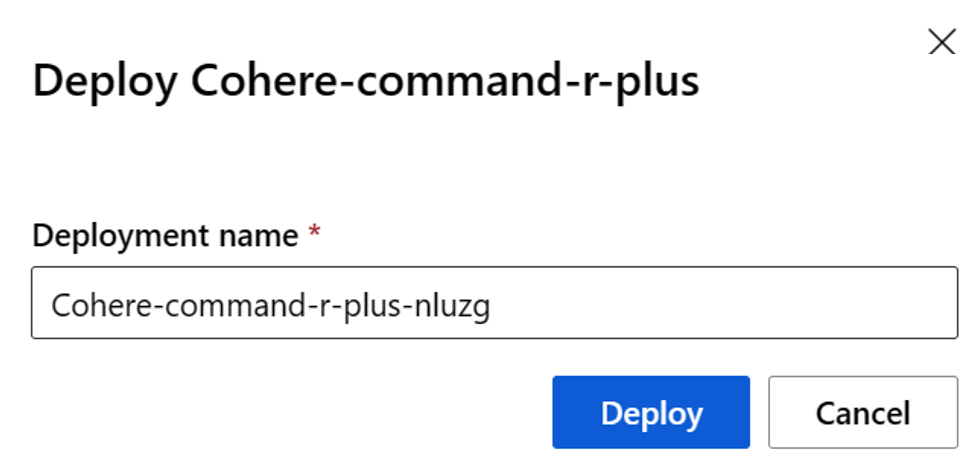 Deploy Cohere-command-r-plus
Deployment name *
Cohere-command-r-plus-nluzg
Deploy
Cancel